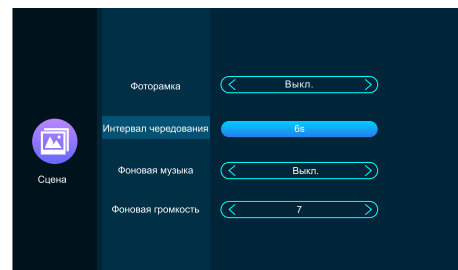 Фоторамка
Выкл.
Интервал чередования
6s
Сцена
Фоновая музыка
Выкл.
Фоновая громкость
7